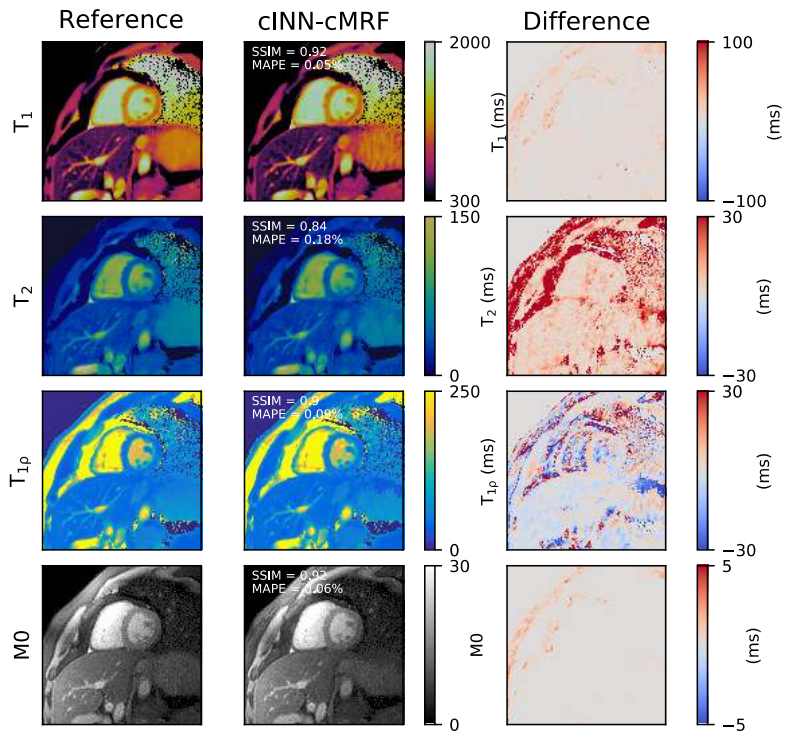 Reference cINN-cMRF Difference
T₁
SSIM = 0.92
MAPE = 0.05%
2000
300
T₁ (ms)
100
−100
(ms)
T₂
SSIM = 0.84
MAPE = 0.18%
150
0
T₂ (ms)
30
−30
(ms)
T₁ρ
SSIM = 0.9
MAPE = 0.09%
250
0
T₁ρ (ms)
30
−30
(ms)
M0
SSIM = 0.92
MAPE = 0.06%
30
0
M0
5
−5
(ms)